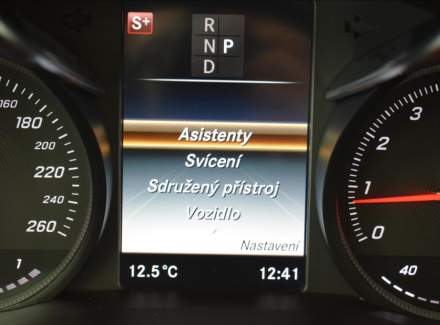 S+
R
N P
D
Asistenty
Svícení
Sdružený přístroj
Vozidlo
Nastavení
12.5°C 12:41
160
180
200
220
240
260
1
3
2
1
0
40